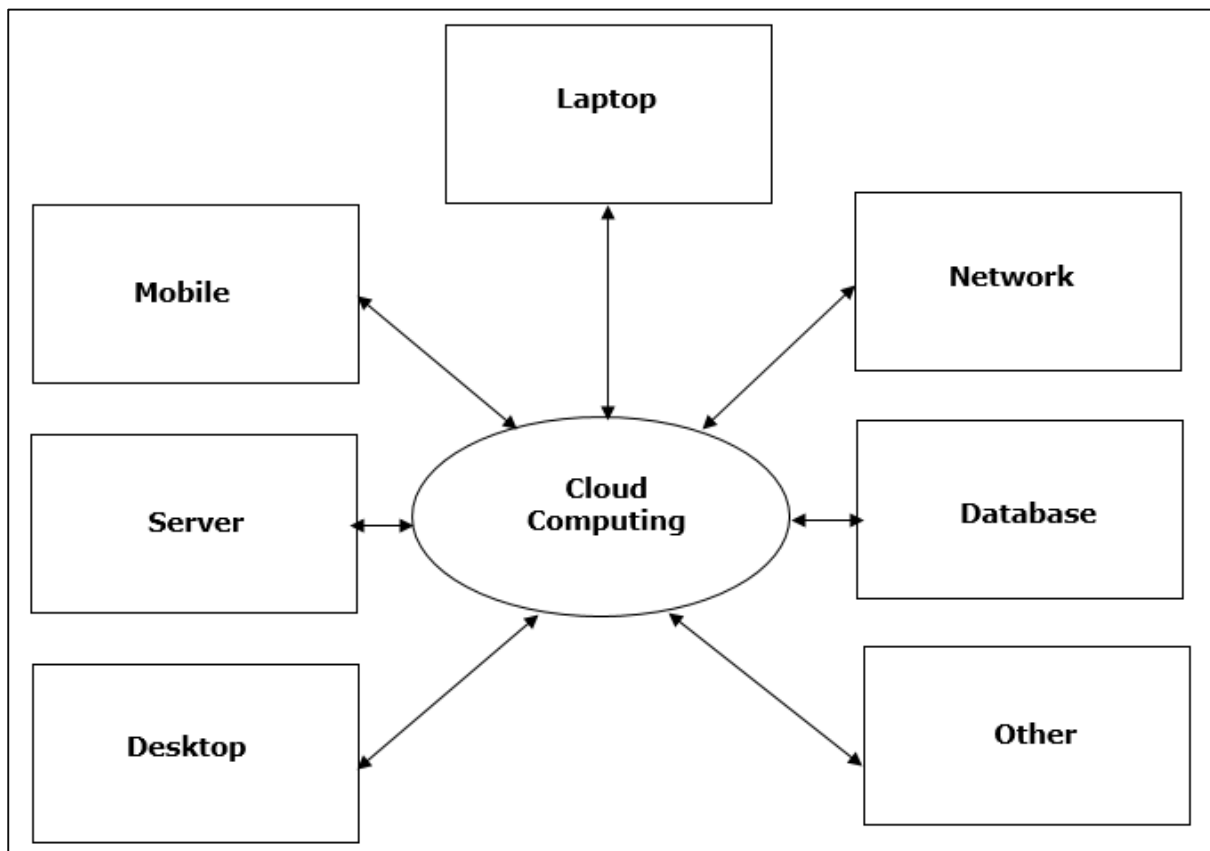 Laptop
Mobile
Network
Cloud
Computing
Server
Database
Desktop
Other